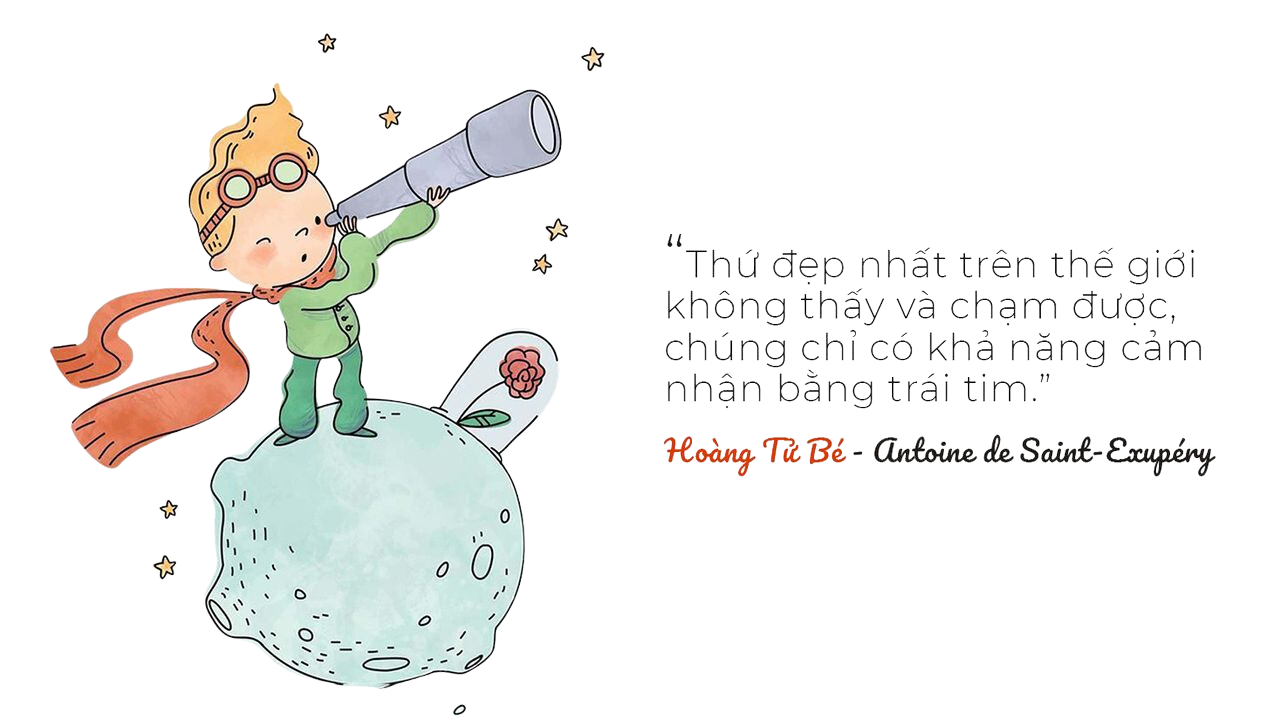 “Thứ đẹp nhất trên thế giới
không thấy và chạm được,
chúng chỉ có khả năng cảm
nhận bằng trái tim.”
Hoàng Tử Bé - Antoine de Saint-Exupéry